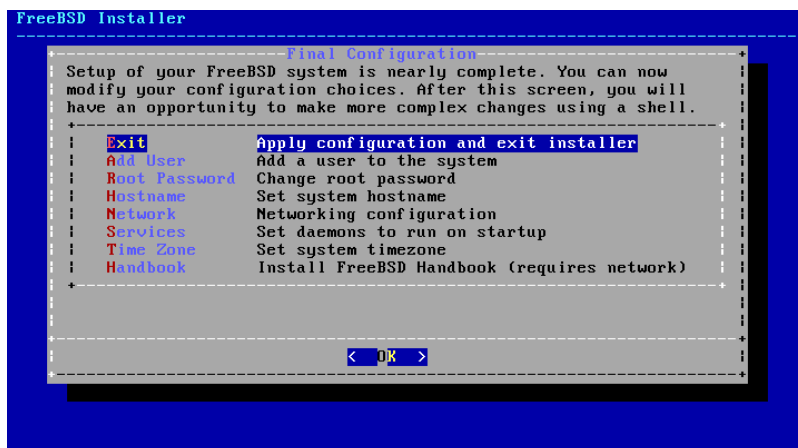 FreeBSD Installer
Final Configuration
Setup of your FreeBSD system is nearly complete. You can now
modify your configuration choices. After this screen, you will
have an opportunity to make more complex changes using a shell.
Exit Apply configuration and exit installer
Add User Add a user to the system
Root Password Change root password
Hostname Set system hostname
Network Networking configuration
Services Set daemons to run on startup
Time Zone Set system timezone
Handbook Install FreeBSD Handbook (requires network)
< OK >